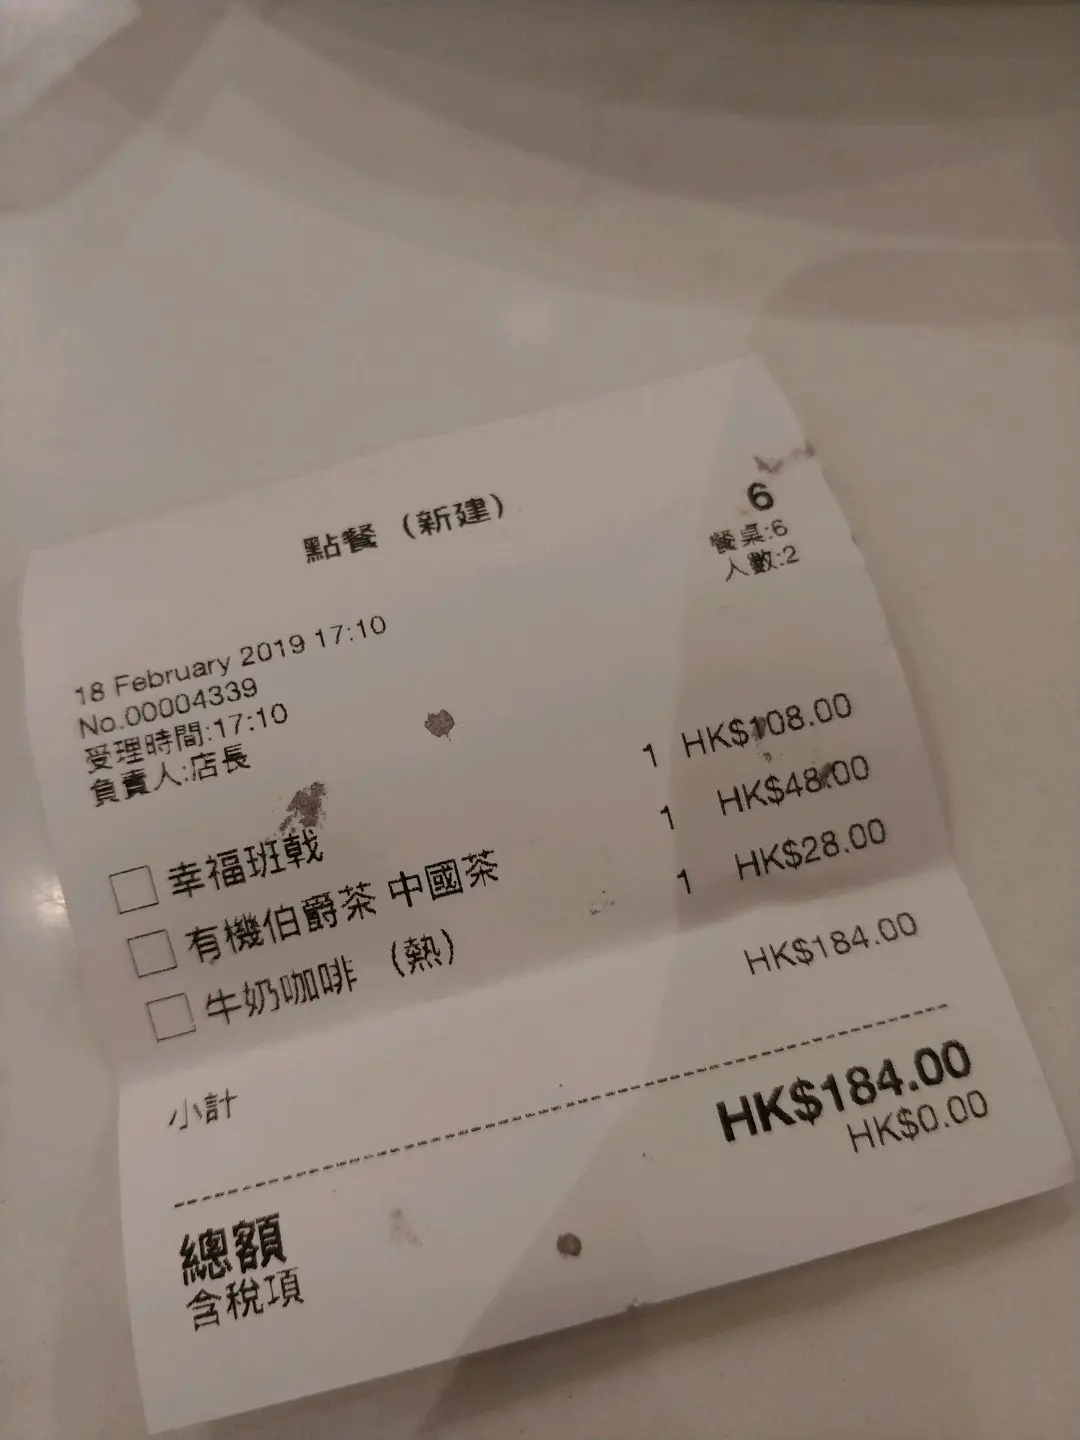 6
點餐（新建）
餐桌:6
人數:2
18 February 2019 17:10
No.00004339
受理時間:17:10
負責人:店長
幸福班戟 1 HK$108.00
有機伯爵茶 中國茶 1 HK$48.00
牛奶咖啡 （熱） 1 HK$28.00
小計 HK$184.00
總額 HK$184.00
含稅項 HK$0.00